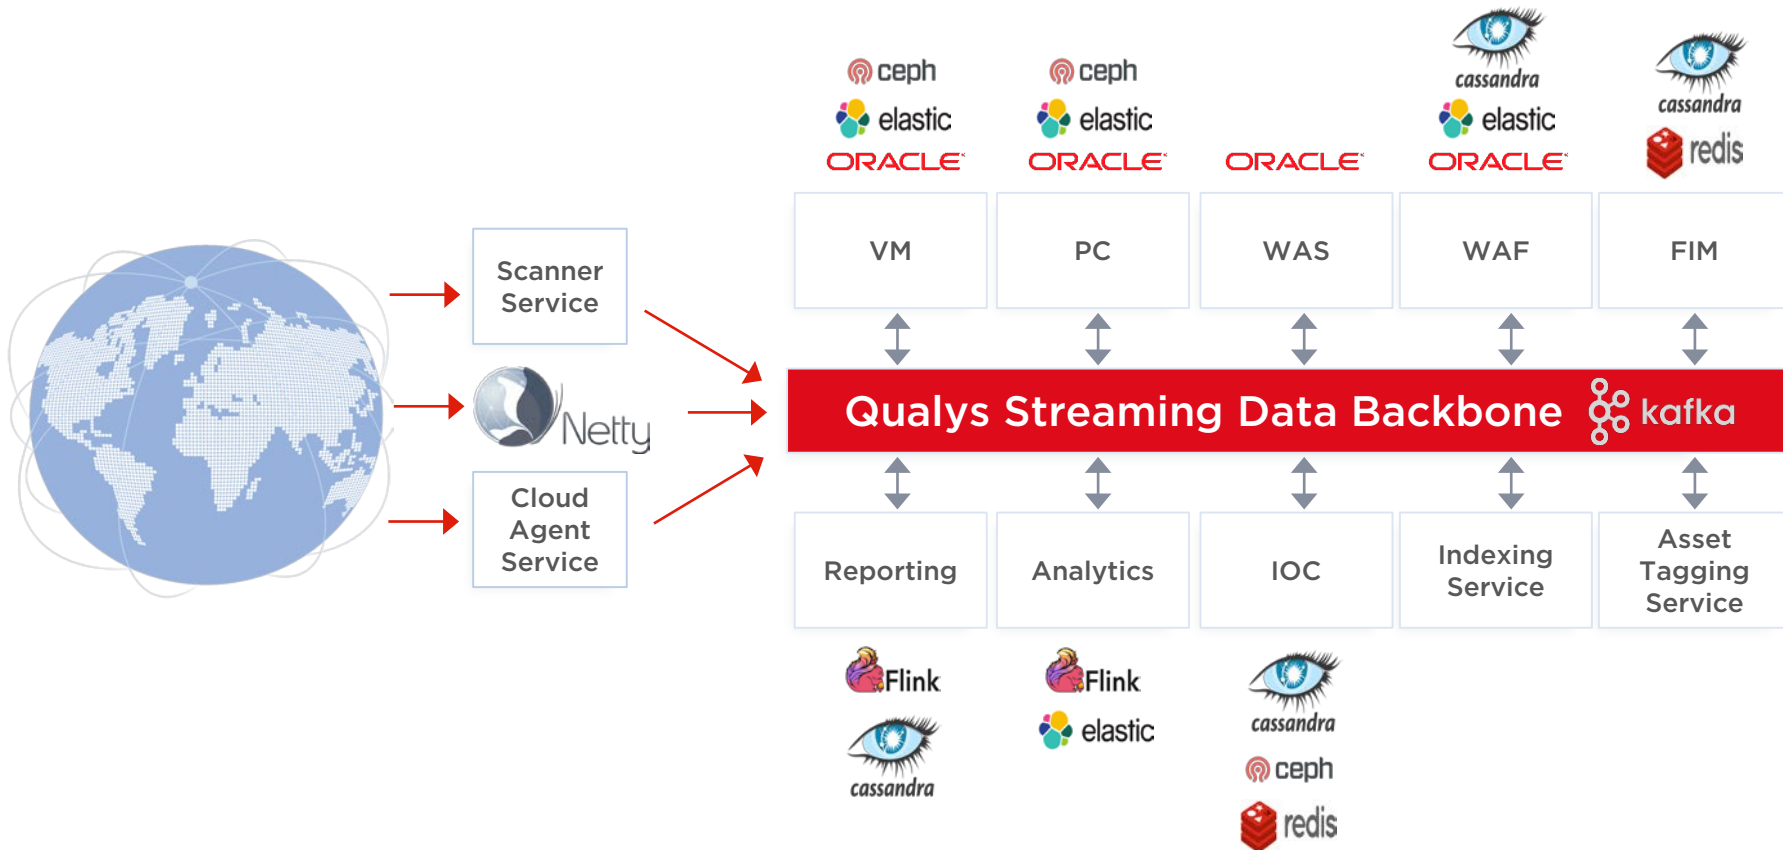 ceph
elastic
ORACLE
ceph
elastic
ORACLE
ORACLE
cassandra
elastic
ORACLE
cassandra
redis
VM
PC
WAS
WAF
FIM
Scanner
Service
Netty
Cloud
Agent
Service
Qualys Streaming Data Backbone kafka
Reporting
Analytics
IOC
Indexing
Service
Asset
Tagging
Service
Flink
cassandra
Flink
elastic
cassandra
ceph
redis